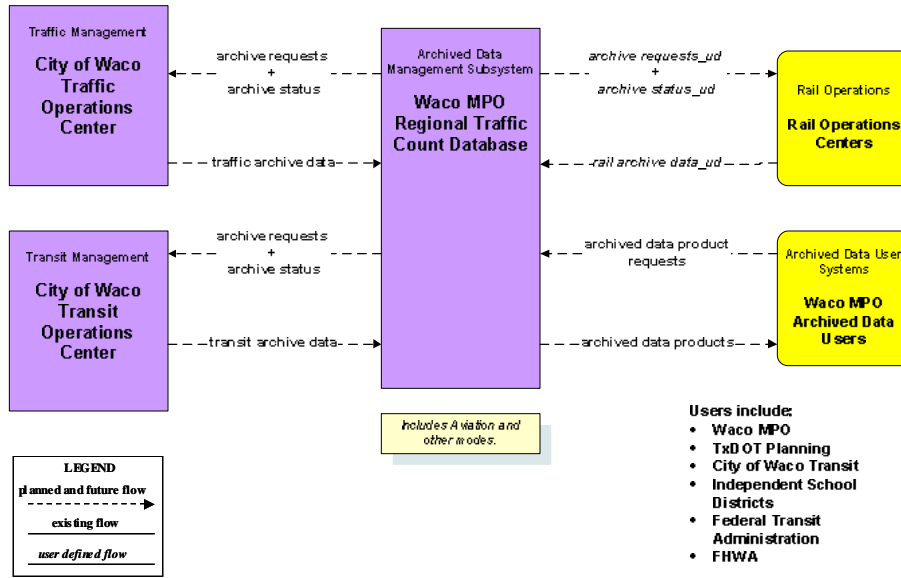 Traffic Management
City of Waco
Traffic
Operations
Center
archive requests
+
archive status
traffic archive data
Archived Data
Management Subsystem
Waco MPO
Regional Traffic
Count Database
archive requests_ud
+
archive status_ud
rail archive data_ud
Rail Operations
Rail Operations
Centers
Transit Management
City of Waco
Transit
Operations
Center
archive requests
+
archive status
transit archive data
archived data product
requests
archived data products
Archived Data User
Systems
Waco MPO
Archived Data
Users
Includes Aviation and
other modes.
LEGEND
planned and future flow
existing flow
user defined flow
Users include:
• Waco MPO
• TxDOT Planning
• City of Waco Transit
• Independent School
Districts
• Federal Transit
Administration
• FHWA